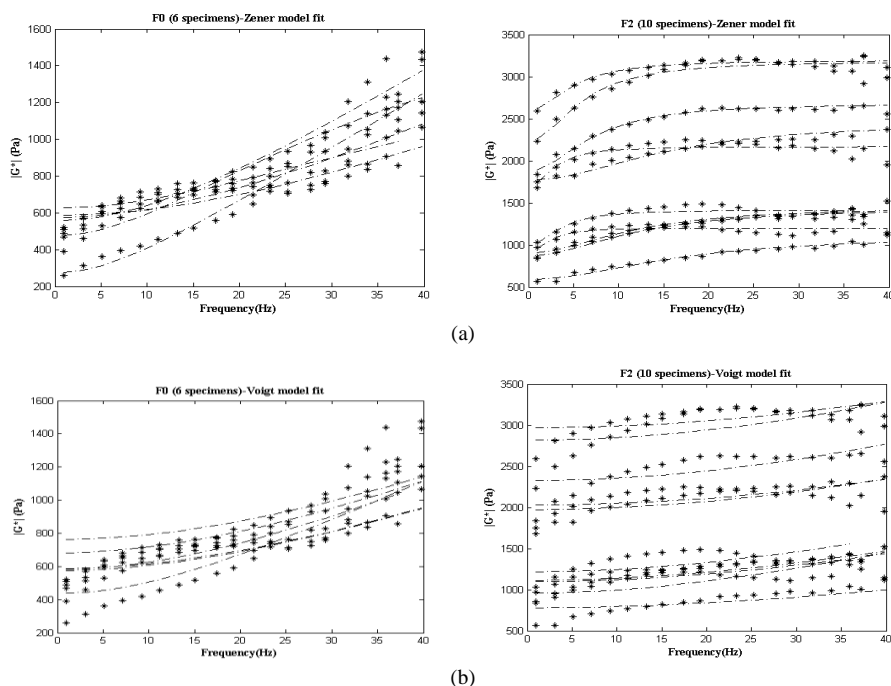 F0 (6 specimens)-Zener model fit
|G*| (Pa)
1600
1400
1200
1000
800
600
400
200
0 5 10 15 20 25 30 35 40
Frequency(Hz)
F2 (10 specimens)-Zener model fit
|G*| (Pa)
3500
3000
2500
2000
1500
1000
500
0 5 10 15 20 25 30 35 40
Frequency(Hz)
(a)
F0 (6 specimens)-Voigt model fit
|G*| (Pa)
1600
1400
1200
1000
800
600
400
200
0 5 10 15 20 25 30 35 40
Frequency(Hz)
F2 (10 specimens)-Voigt model fit
|G*| (Pa)
3500
3000
2500
2000
1500
1000
500
0 5 10 15 20 25 30 35 40
Frequency(Hz)
(b)